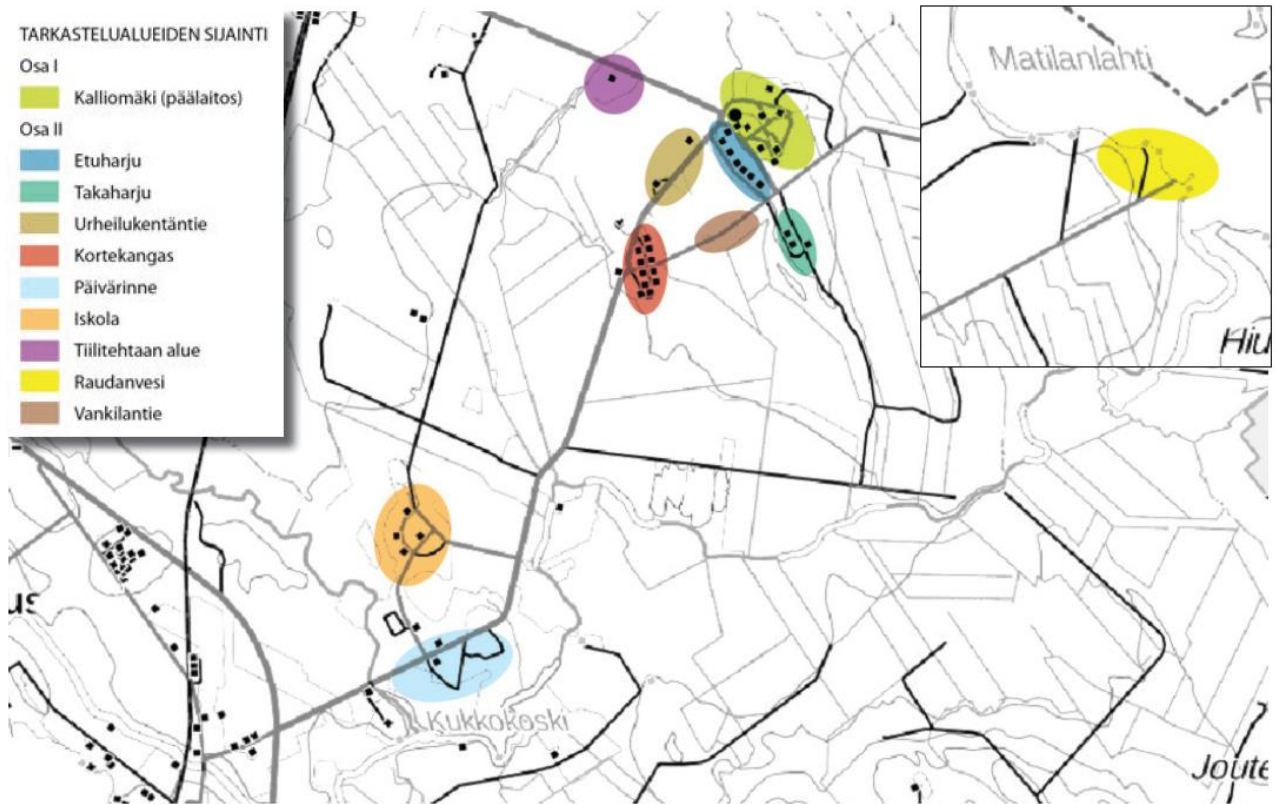 TARKASTELUALUEIDEN SIJAINTI
Osa I
Kalliomäki (päälaitos)
Osa II
Etuharju
Takaharju
Urheilukentäntie
Kortekangas
Päivärinne
Iskola
Tiilitehtaan alue
Raudanvesi
Vankilantie
Matilanlahti
Hiu
us
Kukkokoski
Joute